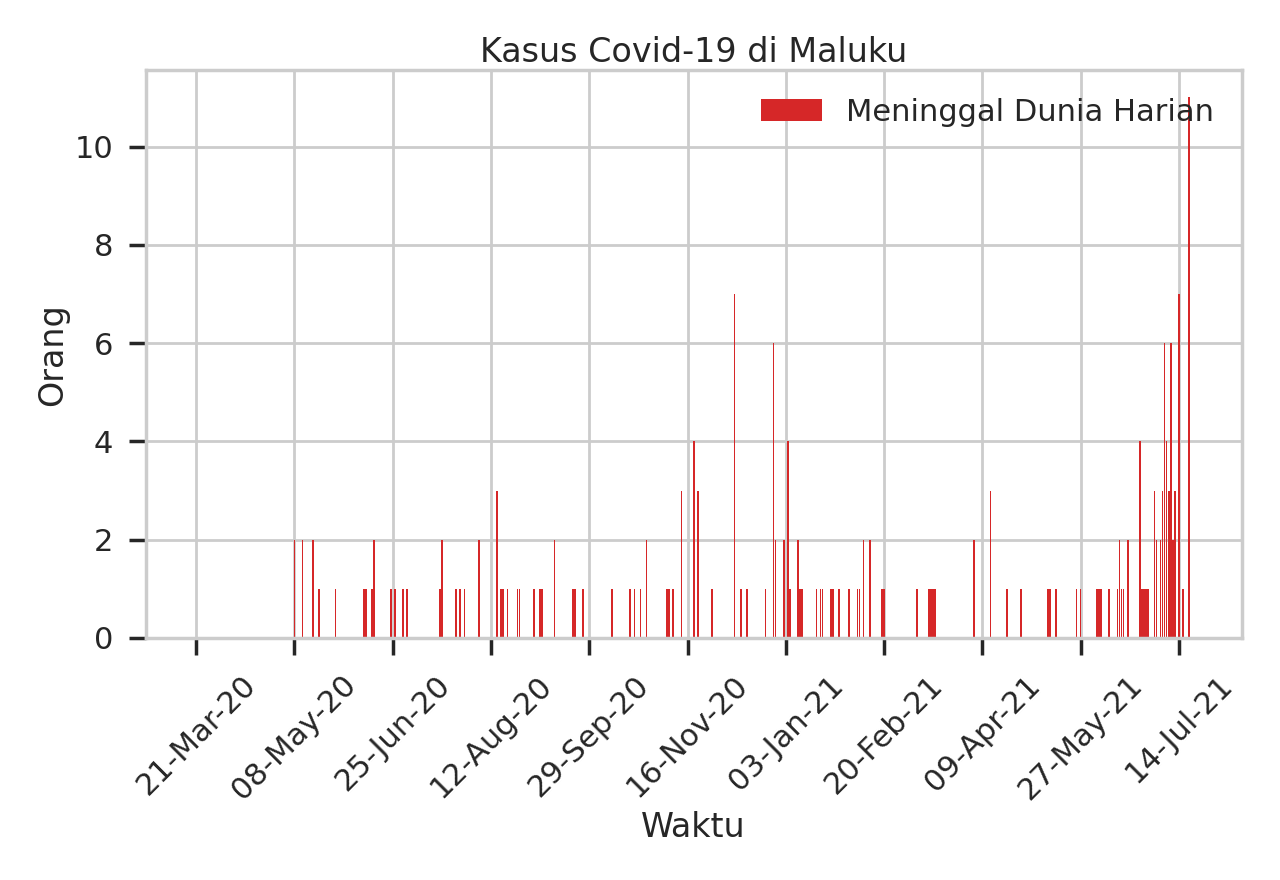 Kasus Covid-19 di Maluku
Meninggal Dunia Harian
Orang
10
8
6
4
2
0
21-Mar-20
08-May-20
25-Jun-20
12-Aug-20
29-Sep-20
16-Nov-20
03-Jan-21
20-Feb-21
09-Apr-21
27-May-21
14-Jul-21
Waktu